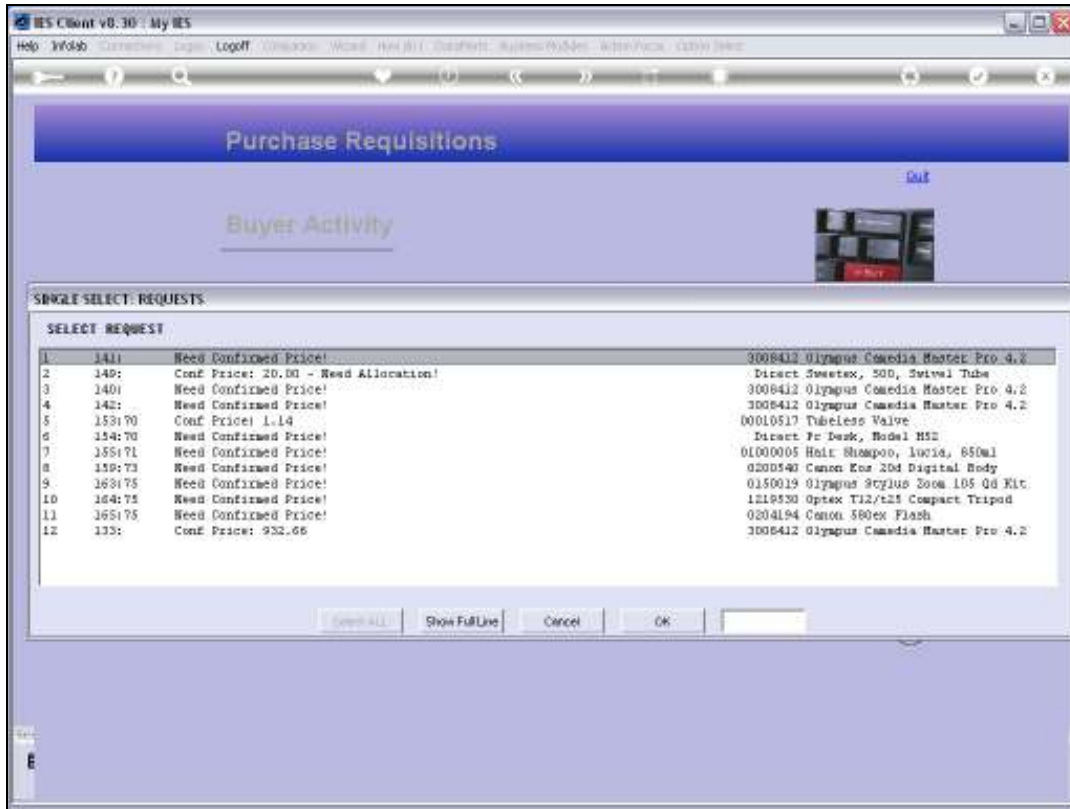 IES Client v8.30 : My IES
Help Infolab Logoff
Purchase Requisitions
Quit
Buyer Activity
SINGLE SELECT: REQUESTS
SELECT REQUEST
1 141: Need Confirmed Price! 3008412 Olympus Camedia Master Pro 4.2
2 149: Conf Price: 20.00 - Need Allocation! Direct Sweetex, 500, Swivel Tube
3 140: Need Confirmed Price! 3008412 Olympus Camedia Master Pro 4.2
4 142: Need Confirmed Price! 3008412 Olympus Camedia Master Pro 4.2
5 153:70 Conf Price: 1.14 00010517 Tubeless Valve
6 154:70 Need Confirmed Price! Direct Pc Desk, Model H52
7 155:71 Need Confirmed Price! 01000005 Hair Shampoo, Lucia, 850ml
8 159:73 Need Confirmed Price! 0200540 Canon Eos 20d Digital Body
9 163:75 Need Confirmed Price! 0150019 Olympus Stylus Zoom 105 Qd Kit
10 164:75 Need Confirmed Price! 1219530 Optex T12/t25 Compact Tripod
11 165:75 Need Confirmed Price! 0204194 Canon 580ex Flash
12 133: Conf Price: 932.66 3008412 Olympus Camedia Master Pro 4.2
Select ALL Show Full Line Cancel OK